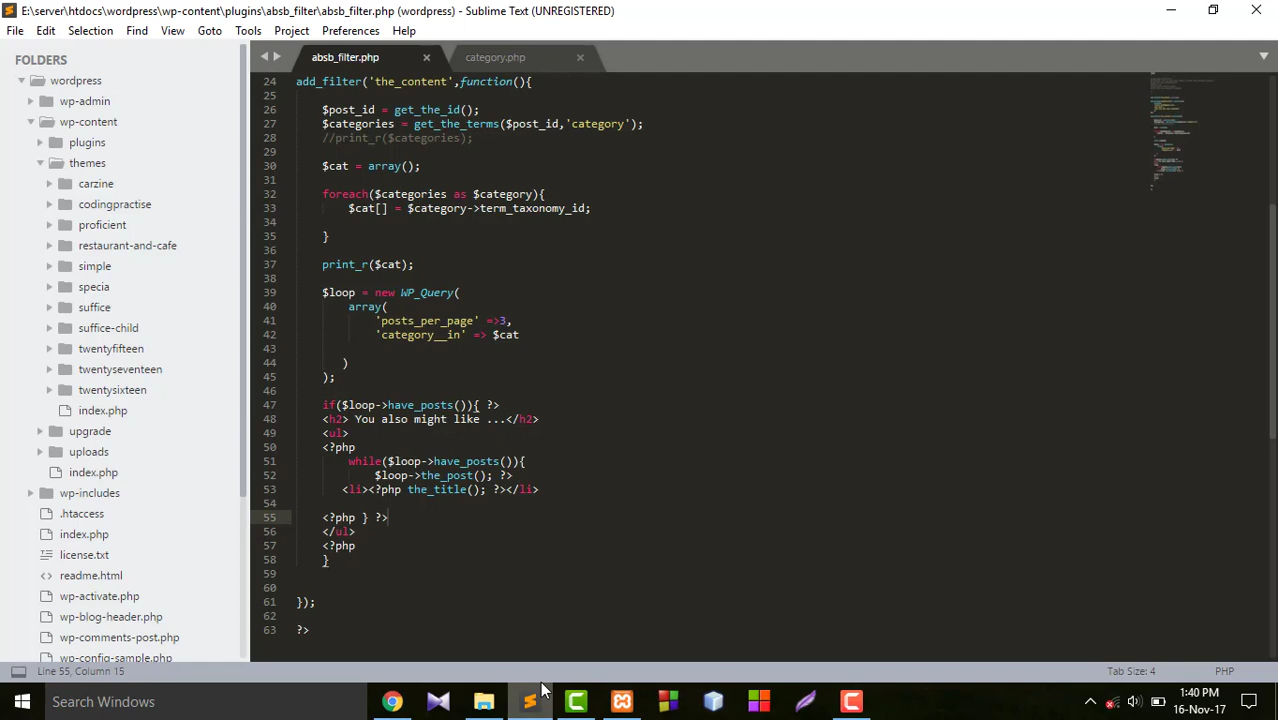 E:\server\htdocs\wordpress\wp-content\plugins\absb_filter\absb_filter.php (wordpress) - Sublime Text (UNREGISTERED)
File Edit Selection Find View Goto Tools Project Preferences Help
FOLDERS
wordpress
wp-admin
wp-content
plugins
themes
carzine
codingpractise
proficient
restaurant-and-cafe
simple
specia
suffice
suffice-child
twentyfifteen
twentyseventeen
twentysixteen
index.php
upgrade
uploads
index.php
wp-includes
.htaccess
index.php
license.txt
readme.html
wp-activate.php
wp-blog-header.php
wp-comments-post.php
wp-config-sample.php
absb_filter.php category.php
24 add_filter('the_content',function(){
25
26 $post_id = get_the_id();
27 $categories = get_the_terms($post_id,'category');
28 //print_r($categories);
29
30 $cat = array();
31
32 foreach($categories as $category){
33 $cat[] = $category->term_taxonomy_id;
34
35 }
36
37 print_r($cat);
38
39 $loop = new WP_Query(
40 array(
41 'posts_per_page' =>3,
42 'category__in' => $cat
43
44 )
45 );
46
47 if($loop->have_posts()){ ?>
48 <h2> You also might like ...</h2>
49 <ul>
50 <?php
51 while($loop->have_posts()){
52 $loop->the_post(); ?>
53 <li><?php the_title(); ?></li>
54
55 <?php } ?>
56 </ul>
57 <?php
58 }
59
60
61 });
62
63 ?>
Line 55, Column 15 Tab Size: 4 PHP
Search Windows
1:40 PM
16-Nov-17